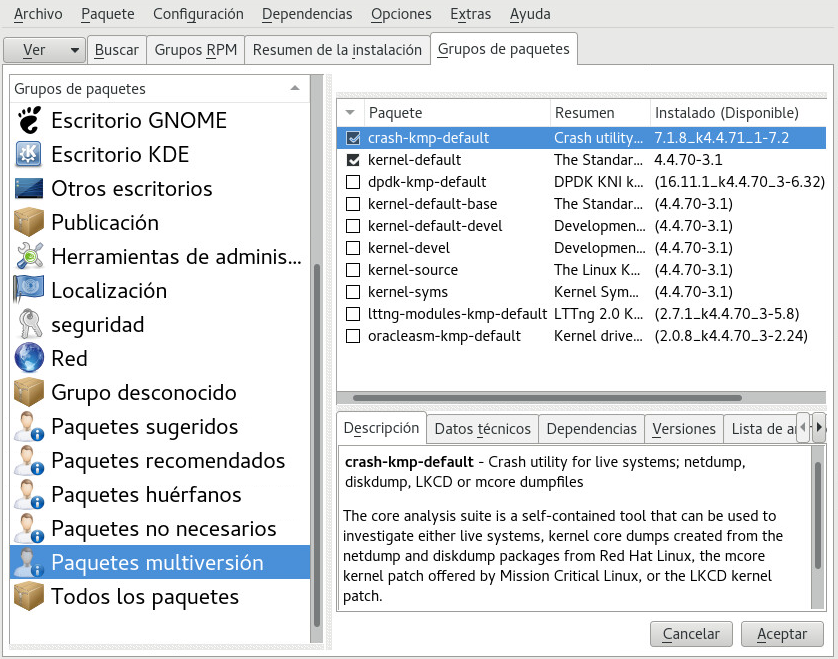 Archivo Paquete Configuración Dependencias Opciones Extras Ayuda
Ver Buscar Grupos RPM Resumen de la instalación Grupos de paquetes
Grupos de paquetes
Escritorio GNOME
Escritorio KDE
Otros escritorios
Publicación
Herramientas de adminis...
Localización
seguridad
Red
Grupo desconocido
Paquetes sugeridos
Paquetes recomendados
Paquetes huérfanos
Paquetes no necesarios
Paquetes multiversión
Todos los paquetes
Paquete Resumen Instalado (Disponible)
crash-kmp-default Crash utility... 7.1.8_k4.4.71_1-7.2
kernel-default The Standar... 4.4.70-3.1
dpdk-kmp-default DPDK KNI k... (16.11.1_k4.4.70_3-6.32)
kernel-default-base The Standar... (4.4.70-3.1)
kernel-default-devel Developmen... (4.4.70-3.1)
kernel-devel Developmen... (4.4.70-3.1)
kernel-source The Linux K... (4.4.70-3.1)
kernel-syms Kernel Sym... (4.4.70-3.1)
lttng-modules-kmp-default LTTng 2.0 K... (2.7.1_k4.4.70_3-5.8)
oracleasm-kmp-default Kernel drive... (2.0.8_k4.4.70_3-2.24)
Descripción Datos técnicos Dependencias Versiones Lista de
crash-kmp-default - Crash utility for live systems; netdump,
diskdump, LKCD or mcore dumpfiles
The core analysis suite is a self-contained tool that can be used to
investigate either live systems, kernel core dumps created from the
netdump and diskdump packages from Red Hat Linux, the mcore
kernel patch offered by Mission Critical Linux, or the LKCD kernel
patch.
Cancelar Aceptar